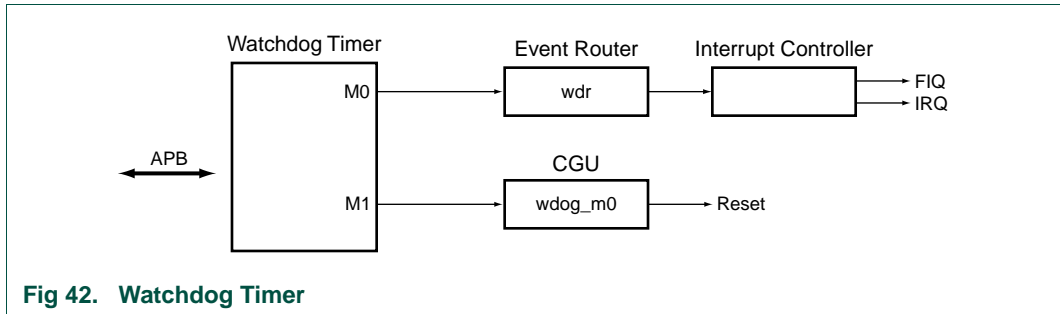 Watchdog Timer
Event Router
Interrupt Controller
M0
wdr
FIQ
IRQ
APB
CGU
M1
wdog_m0
Reset
Fig 42. Watchdog Timer